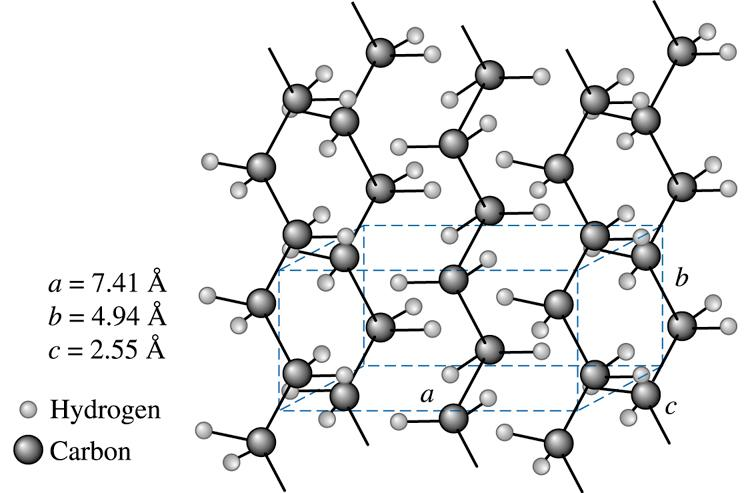 a = 7.41 Å
b = 4.94 Å
c = 2.55 Å
Hydrogen
Carbon
a
b
c